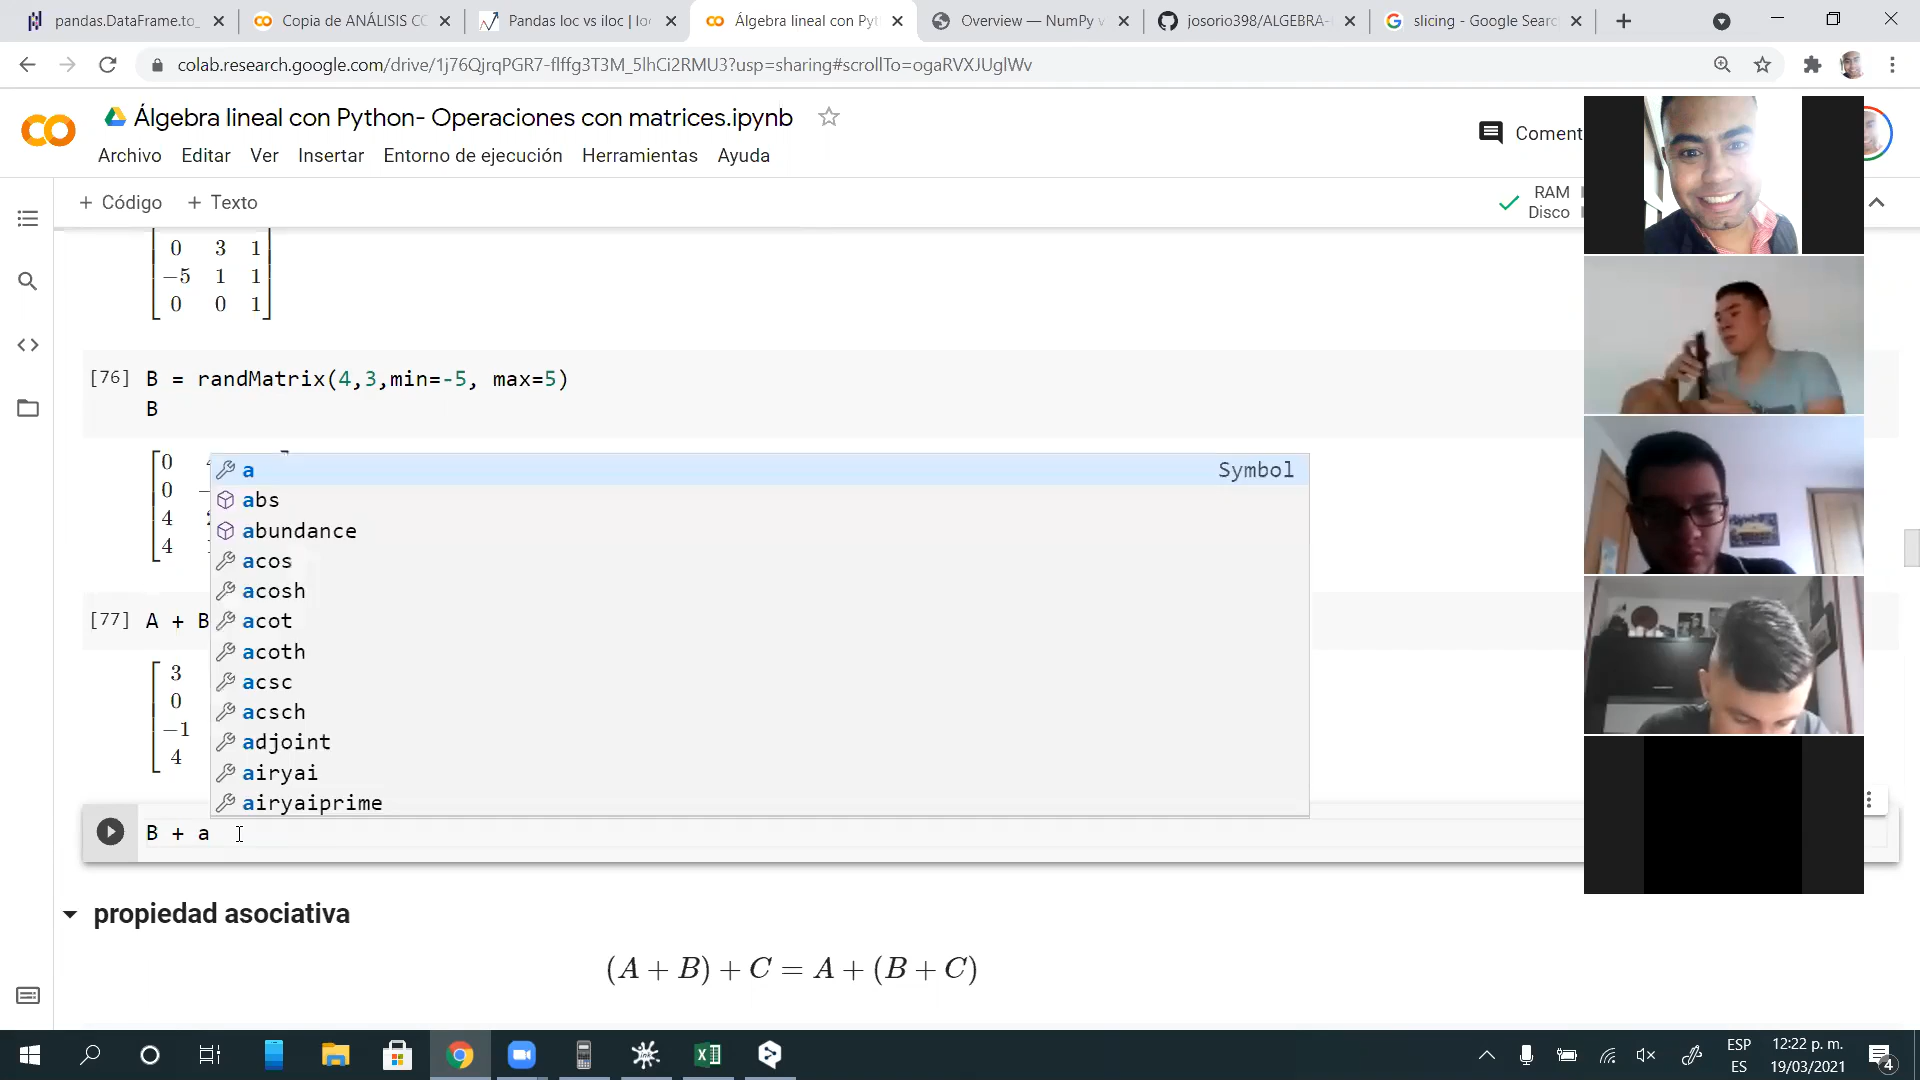 pandas.DataFrame.to_
Copia de ANÁLISIS CO
Pandas loc vs iloc | loc
Álgebra lineal con Pyt
Overview — NumPy v
josorio398/ALGEBRA-
slicing - Google Searc
colab.research.google.com/drive/1j76QjrqPGR7-flffg3T3M_5lhCi2RMU3?usp=sharing#scrollTo=ogaRVXJUglWv
CO
Álgebra lineal con Python- Operaciones con matrices.ipynb
Coment
Archivo Editar Ver Insertar Entorno de ejecución Herramientas Ayuda
+ Código + Texto
RAM
Disco
0 3 1
−5 1 1
0 0 1
[76] B = randMatrix(4,3,min=-5, max=5)
B
0
0 −
4
4
a Symbol
abs
abundance
acos
acosh
acot
acoth
acsc
acsch
adjoint
airyai
airyaiprime
[77] A + B
3
0
−1
4
B + a
propiedad asociativa
(A + B) + C = A + (B + C)
ESP
ES
12:22 p. m.
19/03/2021
4